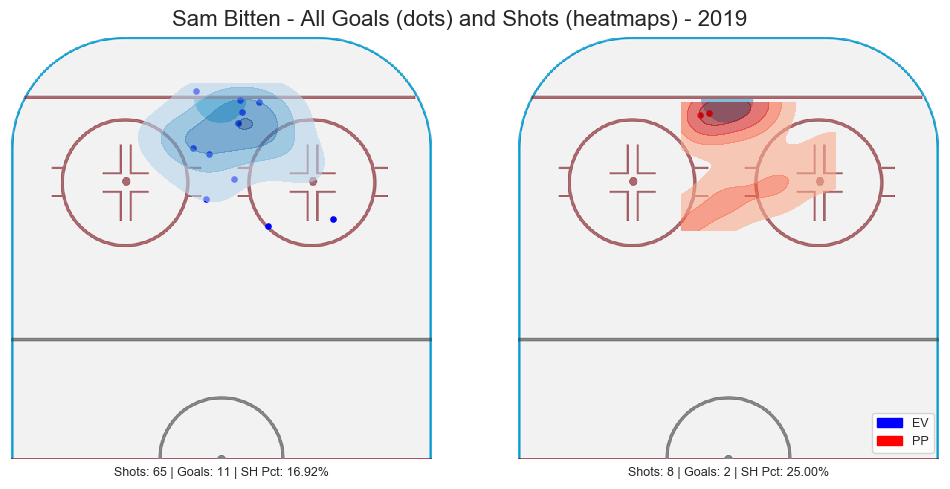 Sam Bitten - All Goals (dots) and Shots (heatmaps) - 2019
EV
PP
Shots: 65 | Goals: 11 | SH Pct: 16.92%
Shots: 8 | Goals: 2 | SH Pct: 25.00%